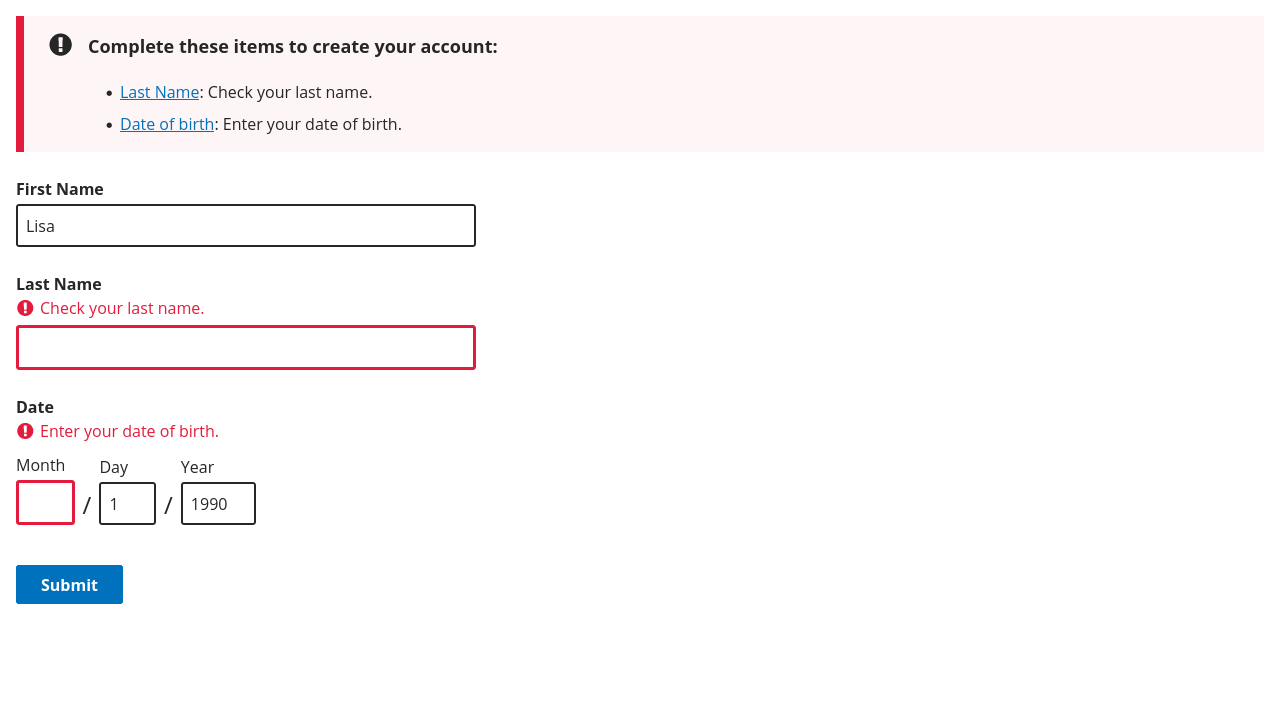 Complete these items to create your account:
Last Name: Check your last name.
Date of birth: Enter your date of birth.
First Name
Lisa
Last Name
Check your last name.
Date
Enter your date of birth.
Month Day Year
/ 1 / 1990
Submit